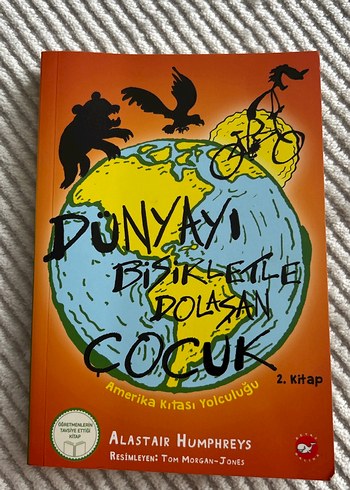 DÜNYAYI
BİSİKLETLE
DOLAŞAN
ÇOCUK
2. Kitap
Amerika Kıtası Yolculuğu
ÖĞRETMENLERİN
TAVSİYE ETTİĞİ
KİTAP
ALASTAIR HUMPHREYS
RESİMLEYEN: TOM MORGAN-JONES